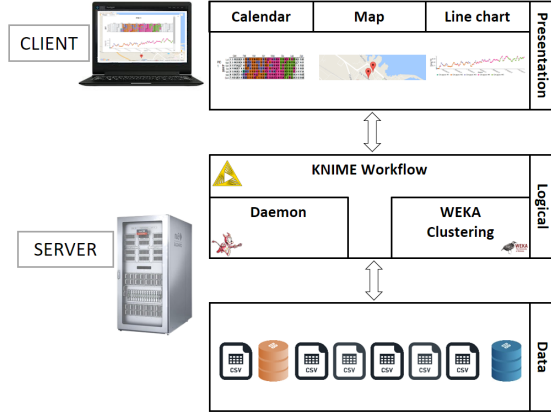 CLIENT
Calendar
Map
Line chart
Presentation
KNIME Workflow
Daemon
WEKA
Clustering
WEKA
Logical
SERVER
CSV
CSV
CSV
CSV
CSV
Data